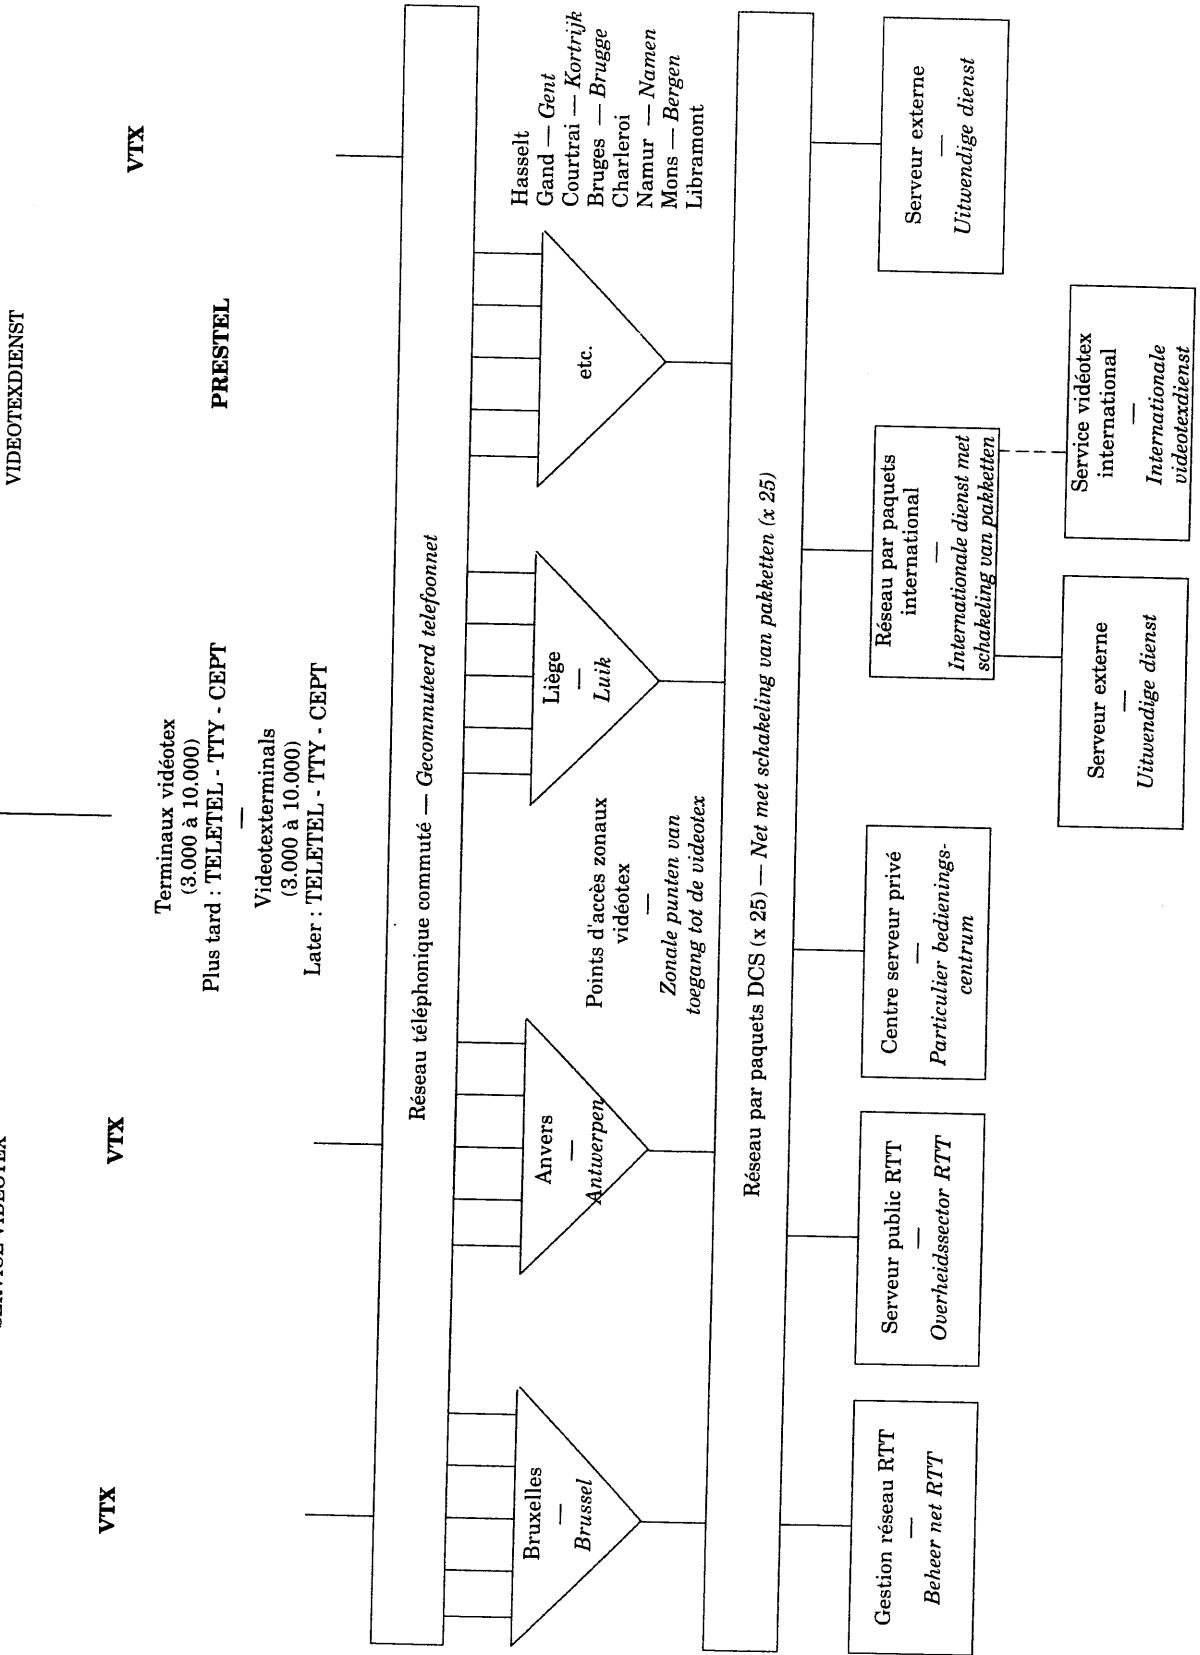 SERVICE VIDEOTEX
VIDEOTEXDIENST
VTX
VTX
PRESTEL
VTX
Terminaux vidéotex
(3.000 à 10.000)
Plus tard : TELETEL - TTY - CEPT
—
Videotexterminals
(3.000 à 10.000)
Later : TELETEL - TTY - CEPT
Réseau téléphonique commuté — Gecommuteerd telefoonnet
Bruxelles
—
Brussel
Anvers
—
Antwerpen
Points d'accès zonaux
vidéotex
—
Zonale punten van
toegang tot de videotex
Liège
—
Luik
etc.
Hasselt
Gand — Gent
Courtrai — Kortrijk
Bruges — Brugge
Charleroi
Namur — Namen
Mons — Bergen
Libramont
Réseau par paquets DCS (x 25) — Net met schakeling van pakketten (x 25)
Gestion réseau RTT
—
Beheer net RTT
Serveur public RTT
—
Overheidssector RTT
Centre serveur privé
—
Particulier bedienings-
centrum
Réseau par paquets
international
—
Internationale dienst met
schakeling van pakketten
Serveur externe
—
Uitwendige dienst
Serveur externe
—
Uitwendige dienst
Service vidéotex
international
—
Internationale
videotexdienst